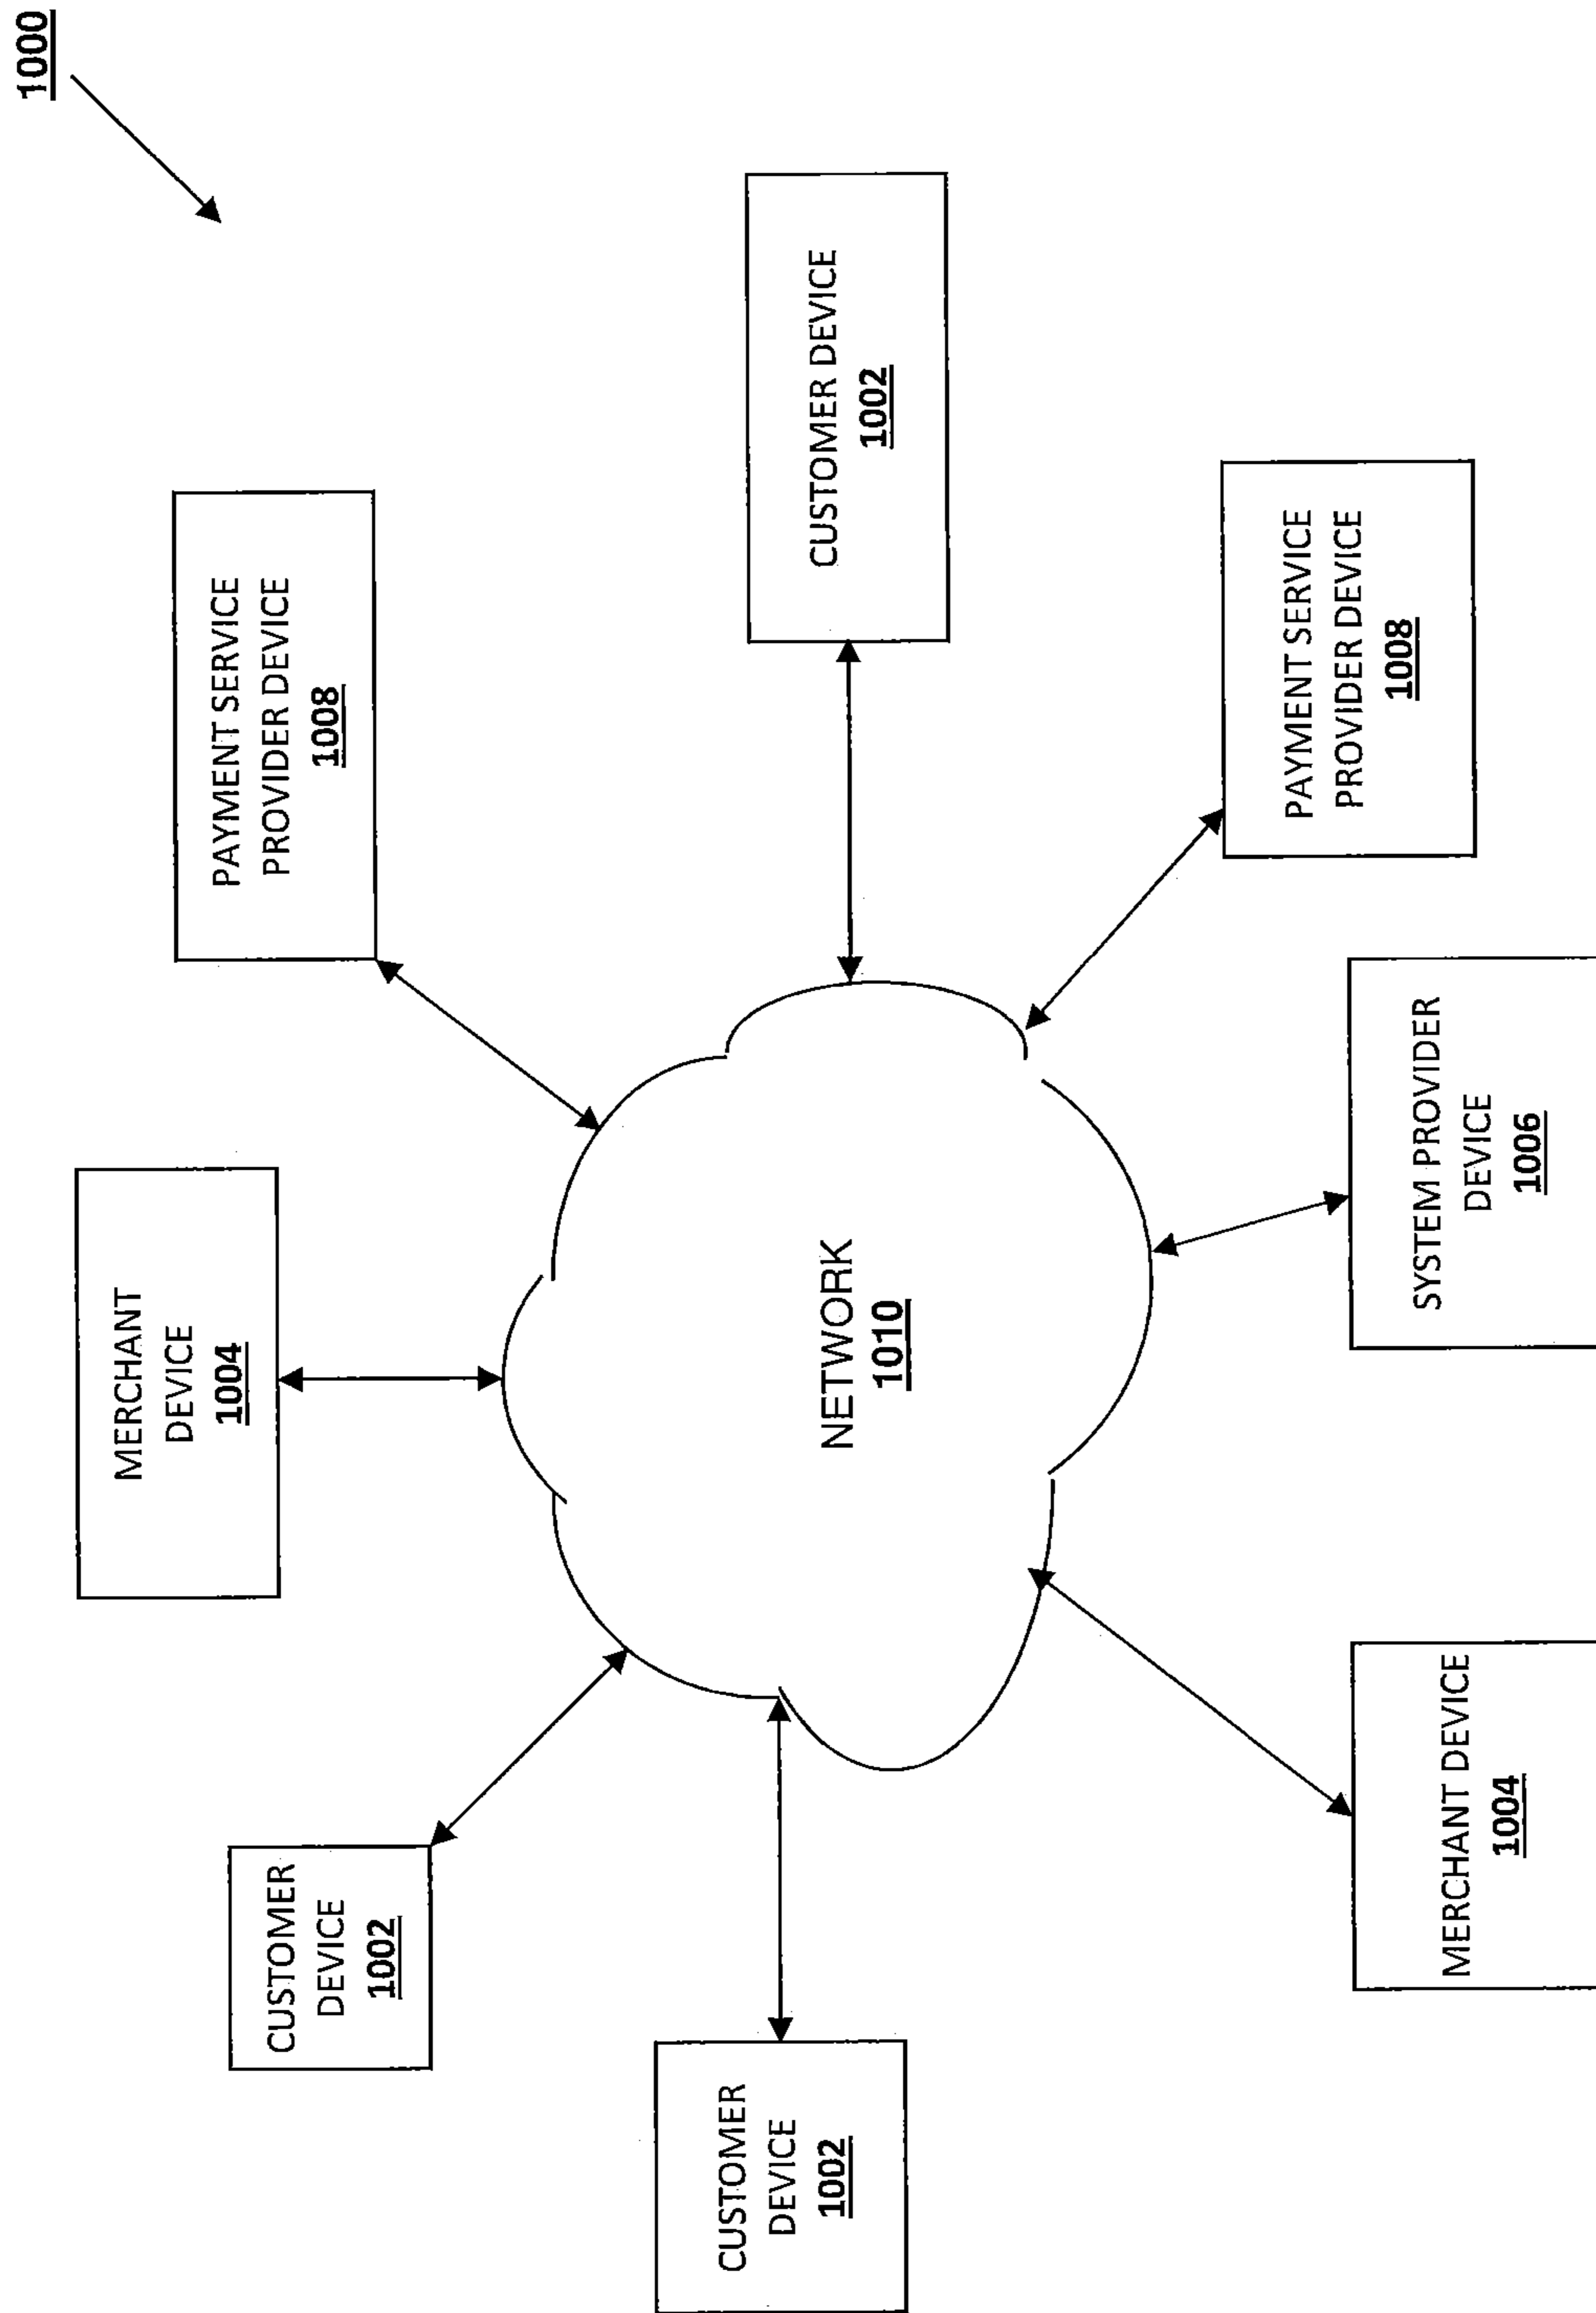 1000
MERCHANT
DEVICE
1004
PAYMENT SERVICE
PROVIDER DEVICE
1008
CUSTOMER
DEVICE
1002
CUSTOMER
DEVICE
1002
NETWORK
1010
CUSTOMER DEVICE
1002
MERCHANT DEVICE
1004
SYSTEM PROVIDER
DEVICE
1006
PAYMENT SERVICE
PROVIDER DEVICE
1008